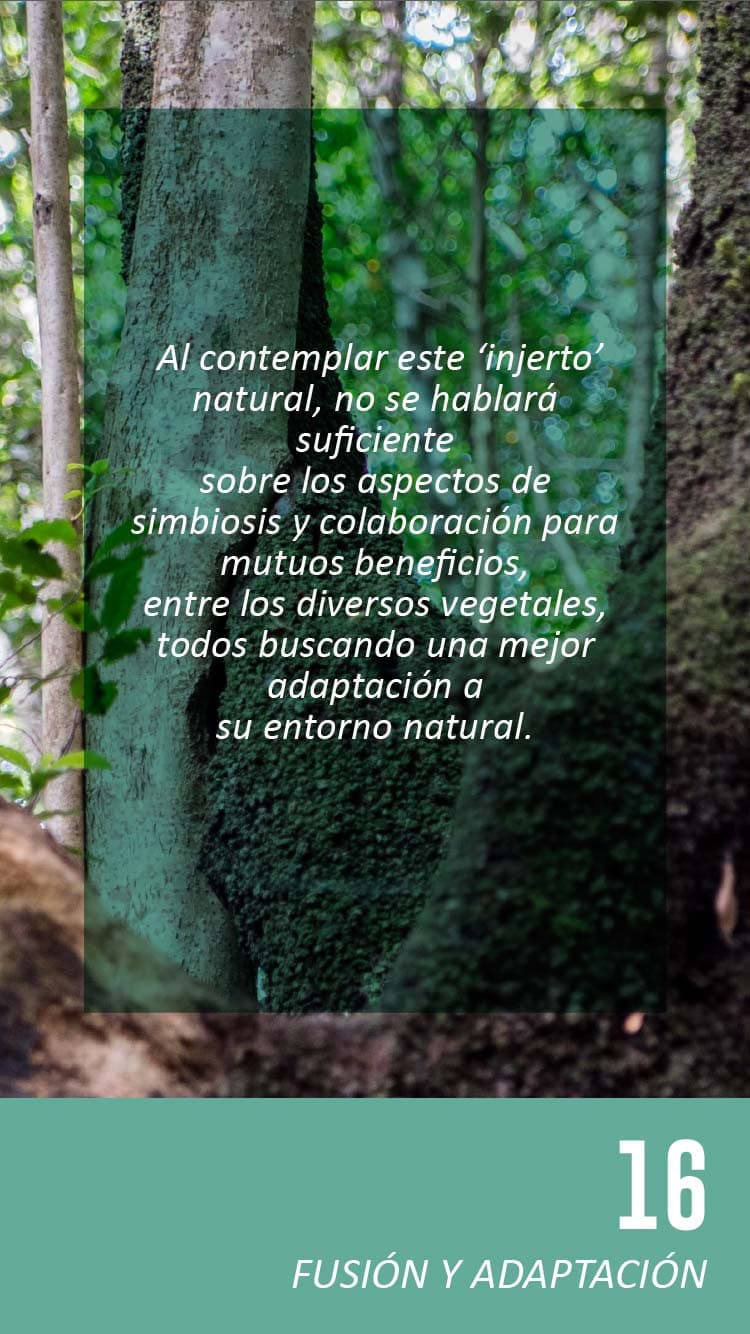 Al contemplar este ‘injerto’
natural, no se hablará
suficiente
sobre los aspectos de
simbiosis y colaboración para
mutuos beneficios,
entre los diversos vegetales,
todos buscando una mejor
adaptación a
su entorno natural.
16
FUSIÓN Y ADAPTACIÓN